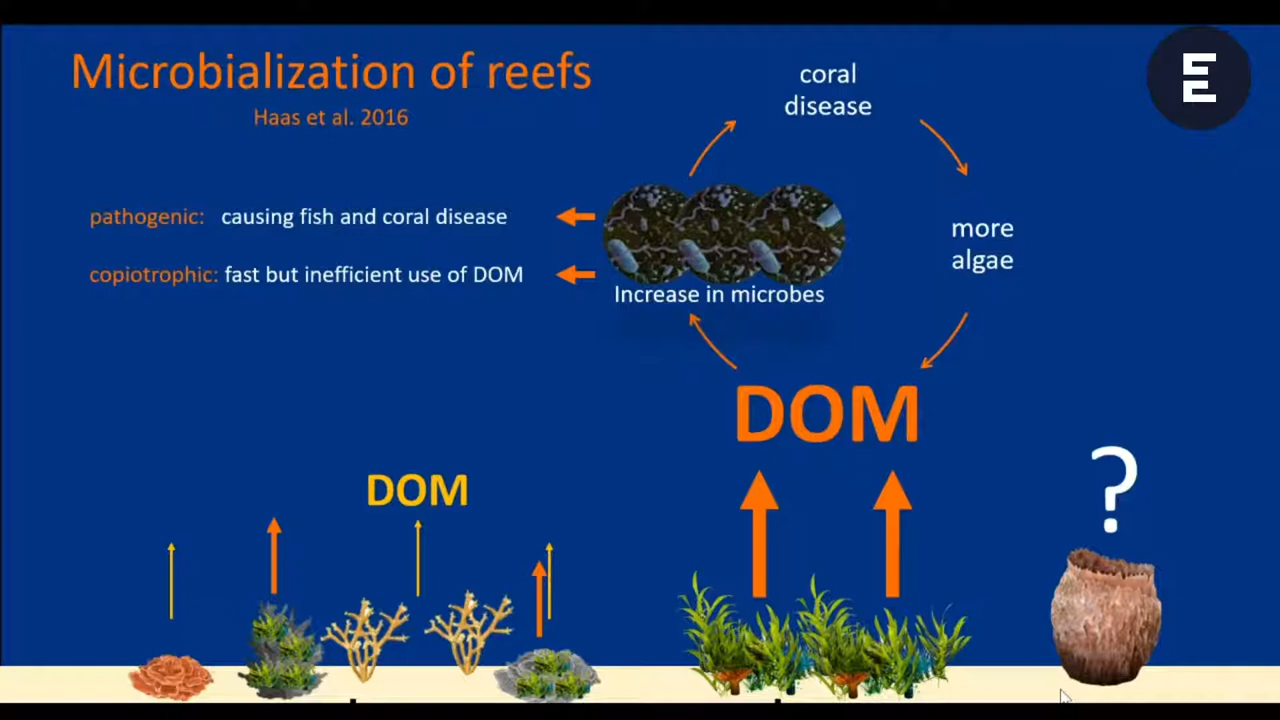 Microbialization of reefs
Haas et al. 2016
E
coral
disease
pathogenic: causing fish and coral disease
copiotrophic: fast but inefficient use of DOM
Increase in microbes
more
algae
DOM
DOM
?